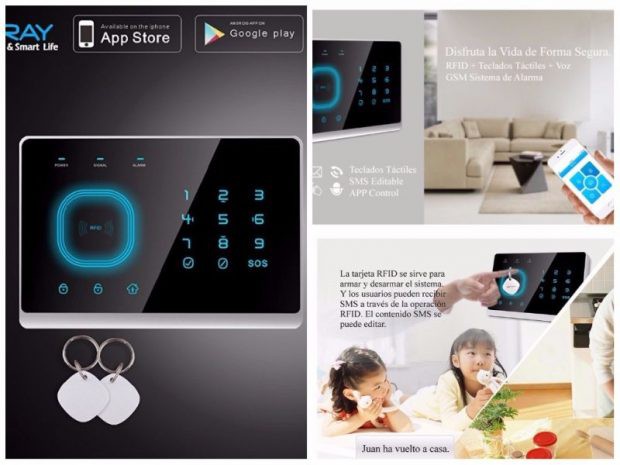 RAY
& Smart Life
Available on the iphone
App Store
ANDROID APP ON
Google play
POWER
SIGNAL
ALARM
RFID
1 2 3
4 5 6
7 8 9
0 SOS
Disfruta la Vida de Forma Segura.
RFID + Teclados Táctiles + Voz
GSM Sistema de Alarma
Teclados Táctiles
SMS Editable
APP Control
La tarjeta RFID se sirve para
armar y desarmar el sistema.
Y los usuarios pueden recibir
SMS a través de la operación
RFID. El contenido SMS se
puede editar.
Juan ha vuelto a casa.